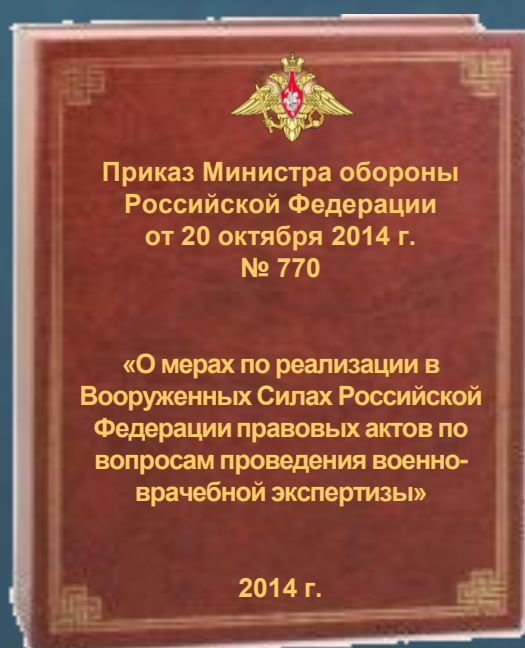 Приказ Министра обороны
Российской Федерации
от 20 октября 2014 г.
№ 770
«О мерах по реализации в
Вооруженных Силах Российской
Федерации правовых актов по
вопросам проведения военно-
врачебной экспертизы»
2014 г.